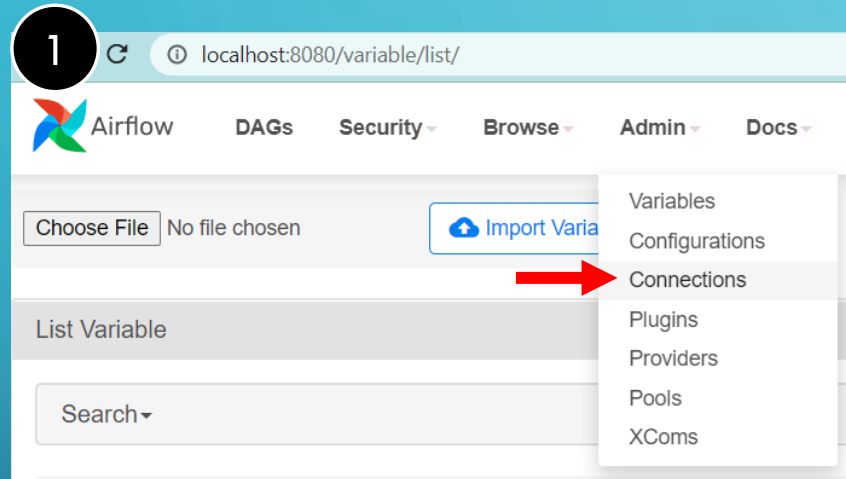 1
localhost:8080/variable/list/
Airflow DAGs Security Browse Admin Docs
Choose File No file chosen Import Varia
Variables
Configurations
Connections
Plugins
Providers
Pools
XComs
List Variable
Search